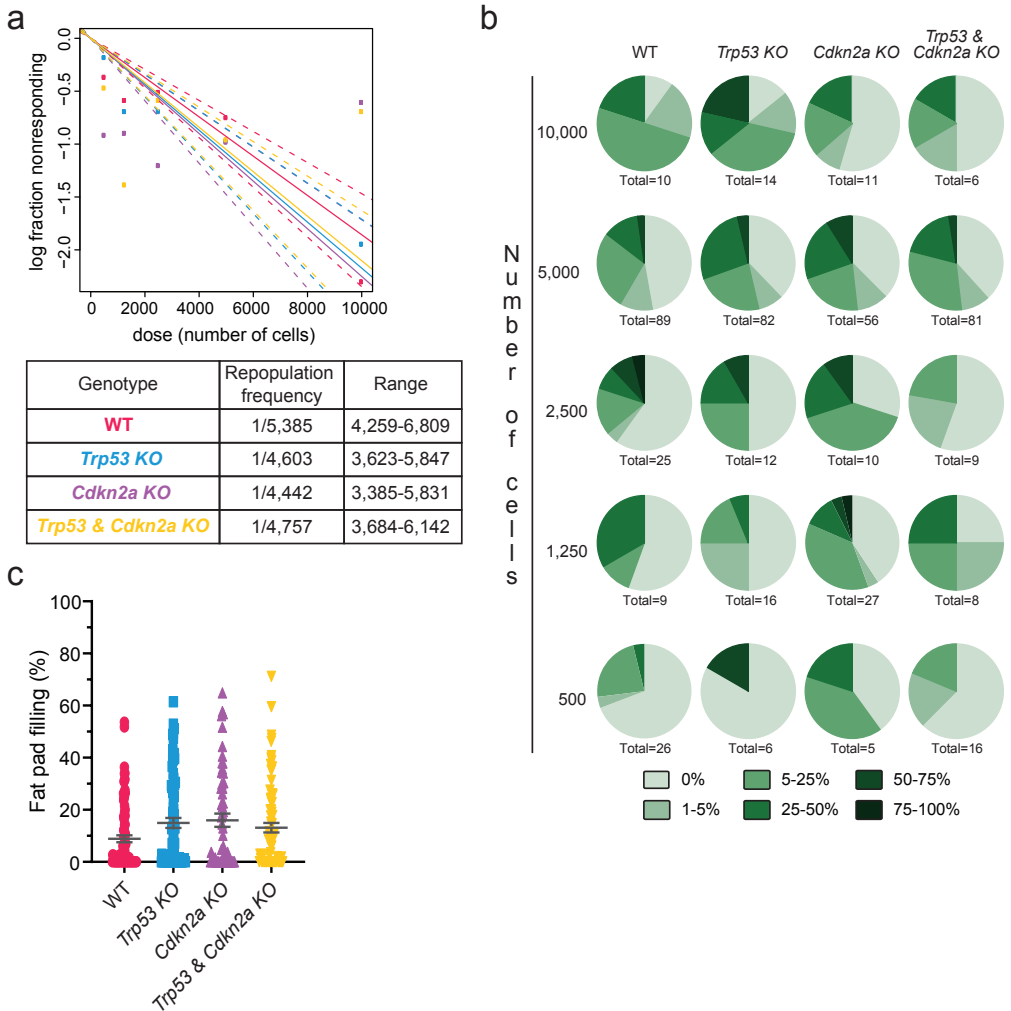 a
0.0
−0.5
−1.0
−1.5
−2.0
log fraction nonresponding
0 2000 4000 6000 8000 10000
dose (number of cells)
Genotype Repopulation frequency Range
WT 1/5,385 4,259-6,809
Trp53 KO 1/4,603 3,623-5,847
Cdkn2a KO 1/4,442 3,385-5,831
Trp53 & Cdkn2a KO 1/4,757 3,684-6,142
b
WT Trp53 KO Cdkn2a KO Trp53 & Cdkn2a KO
Number of cells
10,000
Total=10 Total=14 Total=11 Total=6
5,000
Total=89 Total=82 Total=56 Total=81
2,500
Total=25 Total=12 Total=10 Total=9
1,250
Total=9 Total=16 Total=27 Total=8
500
Total=26 Total=6 Total=5 Total=16
0% 5-25% 50-75%
1-5% 25-50% 75-100%
c
100
80
60
40
20
0
Fat pad filling (%)
WT
Trp53 KO
Cdkn2a KO
Trp53 & Cdkn2a KO